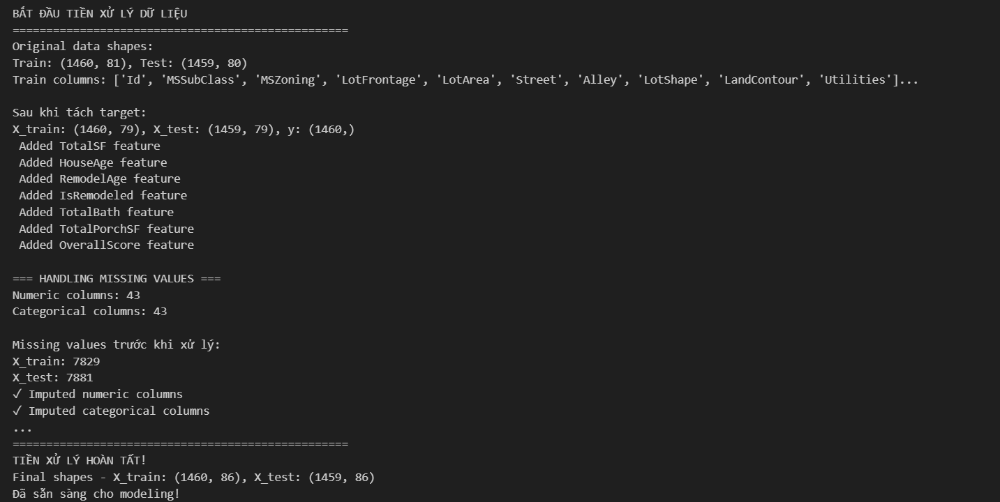 BẮT ĐẦU TIỀN XỬ LÝ DỮ LIỆU
==================================================
Original data shapes:
Train: (1460, 81), Test: (1459, 80)
Train columns: ['Id', 'MSSubClass', 'MSZoning', 'LotFrontage', 'LotArea', 'Street', 'Alley', 'LotShape', 'LandContour', 'Utilities']...
Sau khi tách target:
X_train: (1460, 79), X_test: (1459, 79), y: (1460,)
Added TotalSF feature
Added HouseAge feature
Added RemodelAge feature
Added IsRemodeled feature
Added TotalBath feature
Added TotalPorchSF feature
Added OverallScore feature
=== HANDLING MISSING VALUES ===
Numeric columns: 43
Categorical columns: 43
Missing values trước khi xử lý:
X_train: 7829
X_test: 7881
✓ Imputed numeric columns
✓ Imputed categorical columns
...
==================================================
TIỀN XỬ LÝ HOÀN TẤT!
Final shapes - X_train: (1460, 86), X_test: (1459, 86)
Đã sẵn sàng cho modeling!